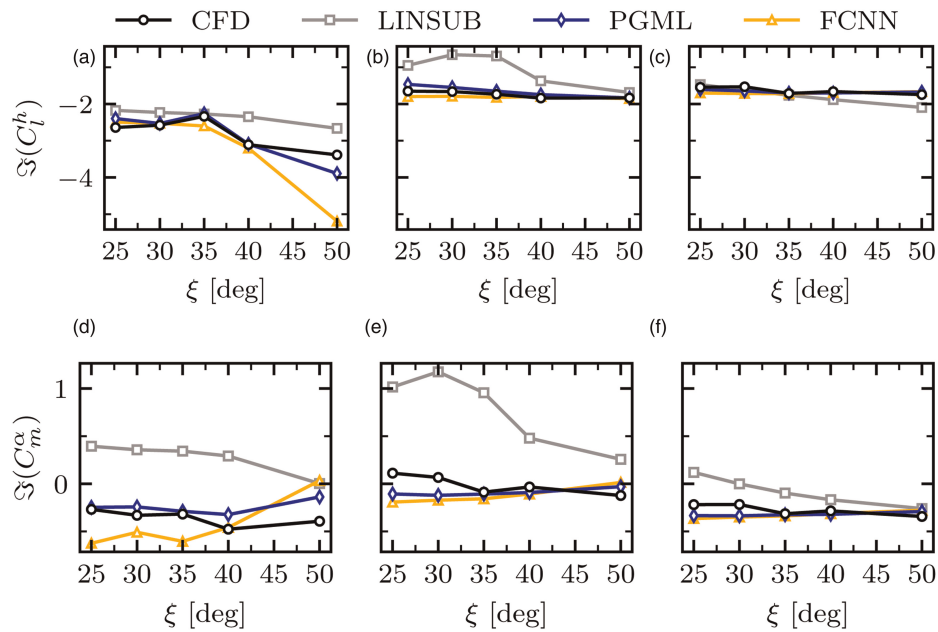 CFD LINSUB PGML FCNN
(a) (b) (c)
ℑ(C_l^h)
−2
−4
25 30 35 40 45 50 25 30 35 40 45 50 25 30 35 40 45 50
ξ [deg] ξ [deg] ξ [deg]
(d) (e) (f)
ℑ(C_m^α)
1
0
25 30 35 40 45 50 25 30 35 40 45 50 25 30 35 40 45 50
ξ [deg] ξ [deg] ξ [deg]